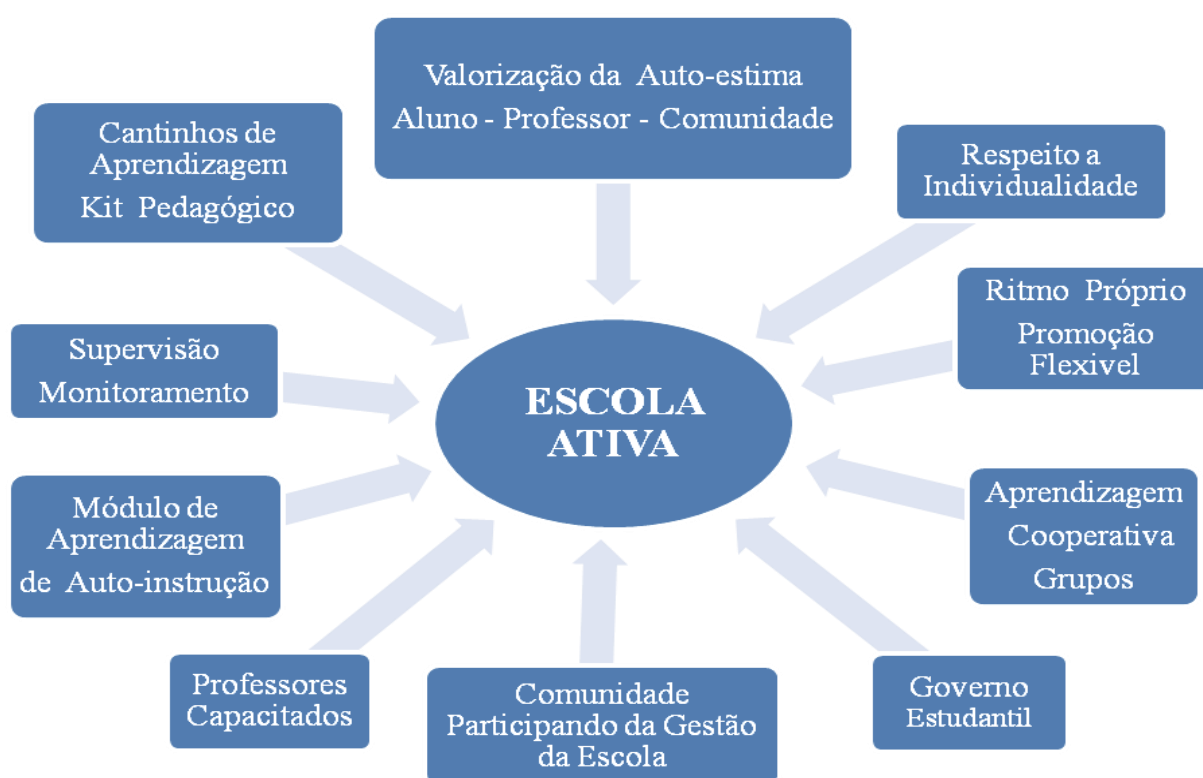 Valorização da Auto-estima
Aluno - Professor - Comunidade
Cantinhos de
Aprendizagem
Kit Pedagógico
Respeito a
Individualidade
Ritmo Próprio
Promoção
Flexivel
Supervisão
Monitoramento
ESCOLA
ATIVA
Módulo de
Aprendizagem
de Auto-instrução
Aprendizagem
Cooperativa
Grupos
Professores
Capacitados
Comunidade
Participando da Gestão
da Escola
Governo
Estudantil